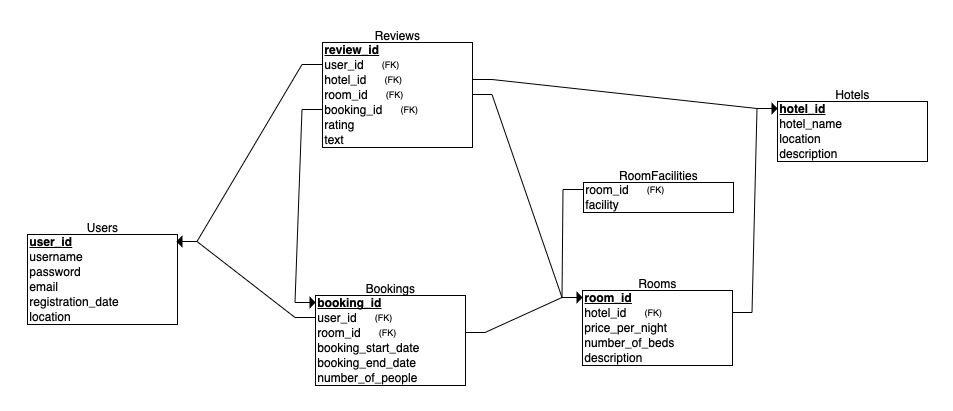 Reviews
review_id
user_id (FK)
hotel_id (FK)
room_id (FK)
booking_id (FK)
rating
text
Hotels
hotel_id
hotel_name
location
description
RoomFacilities
room_id (FK)
facility
Users
user_id
username
password
email
registration_date
location
Bookings
booking_id
user_id (FK)
room_id (FK)
booking_start_date
booking_end_date
number_of_people
Rooms
room_id
hotel_id (FK)
price_per_night
number_of_beds
description